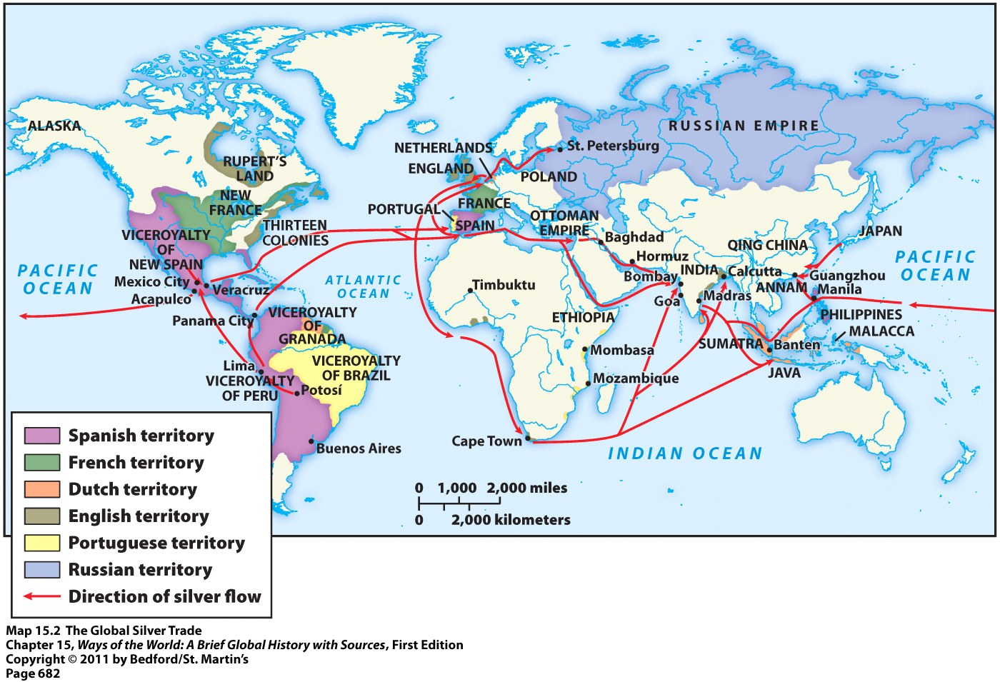 ALASKA
RUPERT'S
LAND
NEW
FRANCE
THIRTEEN
COLONIES
VICEROYALTY
OF
NEW SPAIN
PACIFIC
OCEAN
Mexico City
Acapulco
Veracruz
Panama City
ATLANTIC
OCEAN
VICEROYALTY
OF
GRANADA
VICEROYALTY
OF BRAZIL
Lima
VICEROYALTY
OF PERU
Potosí
Buenos Aires
NETHERLANDS
ENGLAND
St. Petersburg
POLAND
RUSSIAN EMPIRE
FRANCE
PORTUGAL
SPAIN
OTTOMAN
EMPIRE
Baghdad
Hormuz
Bombay
INDIA
Calcutta
Goa
Madras
QING CHINA
JAPAN
PACIFIC
OCEAN
Guangzhou
ANNAM
Manila
PHILIPPINES
MALACCA
SUMATRA
Banten
JAVA
Timbuktu
ETHIOPIA
Mombasa
Mozambique
Cape Town
INDIAN OCEAN
0 1,000 2,000 miles
0 2,000 kilometers
Spanish territory
French territory
Dutch territory
English territory
Portuguese territory
Russian territory
Direction of silver flow
Map 15.2 The Global Silver Trade
Chapter 15, Ways of the World: A Brief Global History with Sources, First Edition
Copyright © 2011 by Bedford/St. Martin's
Page 682